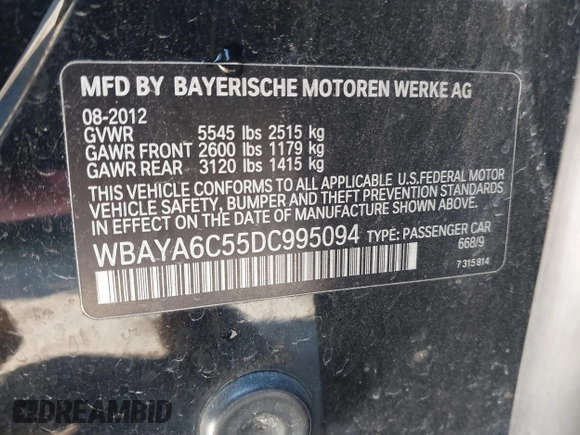 MFD BY BAYERISCHE MOTOREN WERKE AG
08-2012
GVWR 5545 lbs 2515 kg
GAWR FRONT 2600 lbs 1179 kg
GAWR REAR 3120 lbs 1415 kg
THIS VEHICLE CONFORMS TO ALL APPLICABLE U.S.FEDERAL MOTOR
VEHICLE SAFETY, BUMPER AND THEFT PREVENTION STANDARDS
IN EFFECT ON THE DATE OF MANUFACTURE SHOWN ABOVE.
WBAYA6C55DC995094 TYPE: PASSENGER CAR
668/9
7 315 814
DREAMBID